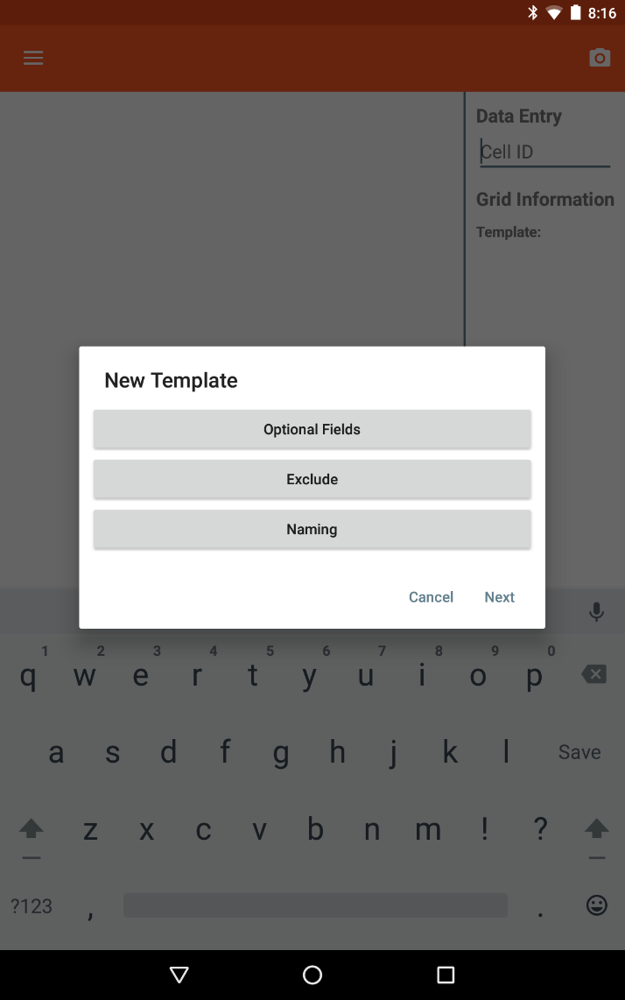 8:16
Data Entry
Cell ID
Grid Information
Template:
New Template
Optional Fields
Exclude
Naming
Cancel Next
1 2 3 4 5 6 7 8 9 0
q w e r t y u i o p
a s d f g h j k l Save
z x c v b n m ! ?
?123 , .